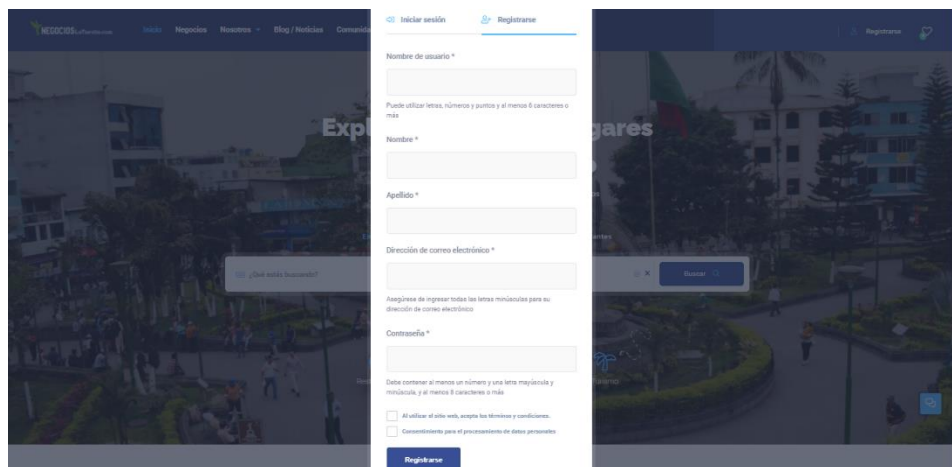 NEGOCIOS
Inicio Negocios Nosotros Blog / Noticias Comunida
Registrarse
Iniciar sesión Registrarse
Nombre de usuario *
Puede utilizar letras, números y puntos y al menos 6 caracteres o
más
Expl gares
Nombre *
Apellido *
Dirección de correo electrónico *
¿Qué estás buscando?
Buscar
Asegúrese de ingresar todas las letras minúsculas para su
dirección de correo electrónico
Contraseña *
Debe contener al menos un número y una letra mayúscula y
minúscula, y al menos 8 caracteres o más
Al utilizar el sitio web, acepta los términos y condiciones.
Consentimiento para el procesamiento de datos personales
Registrarse